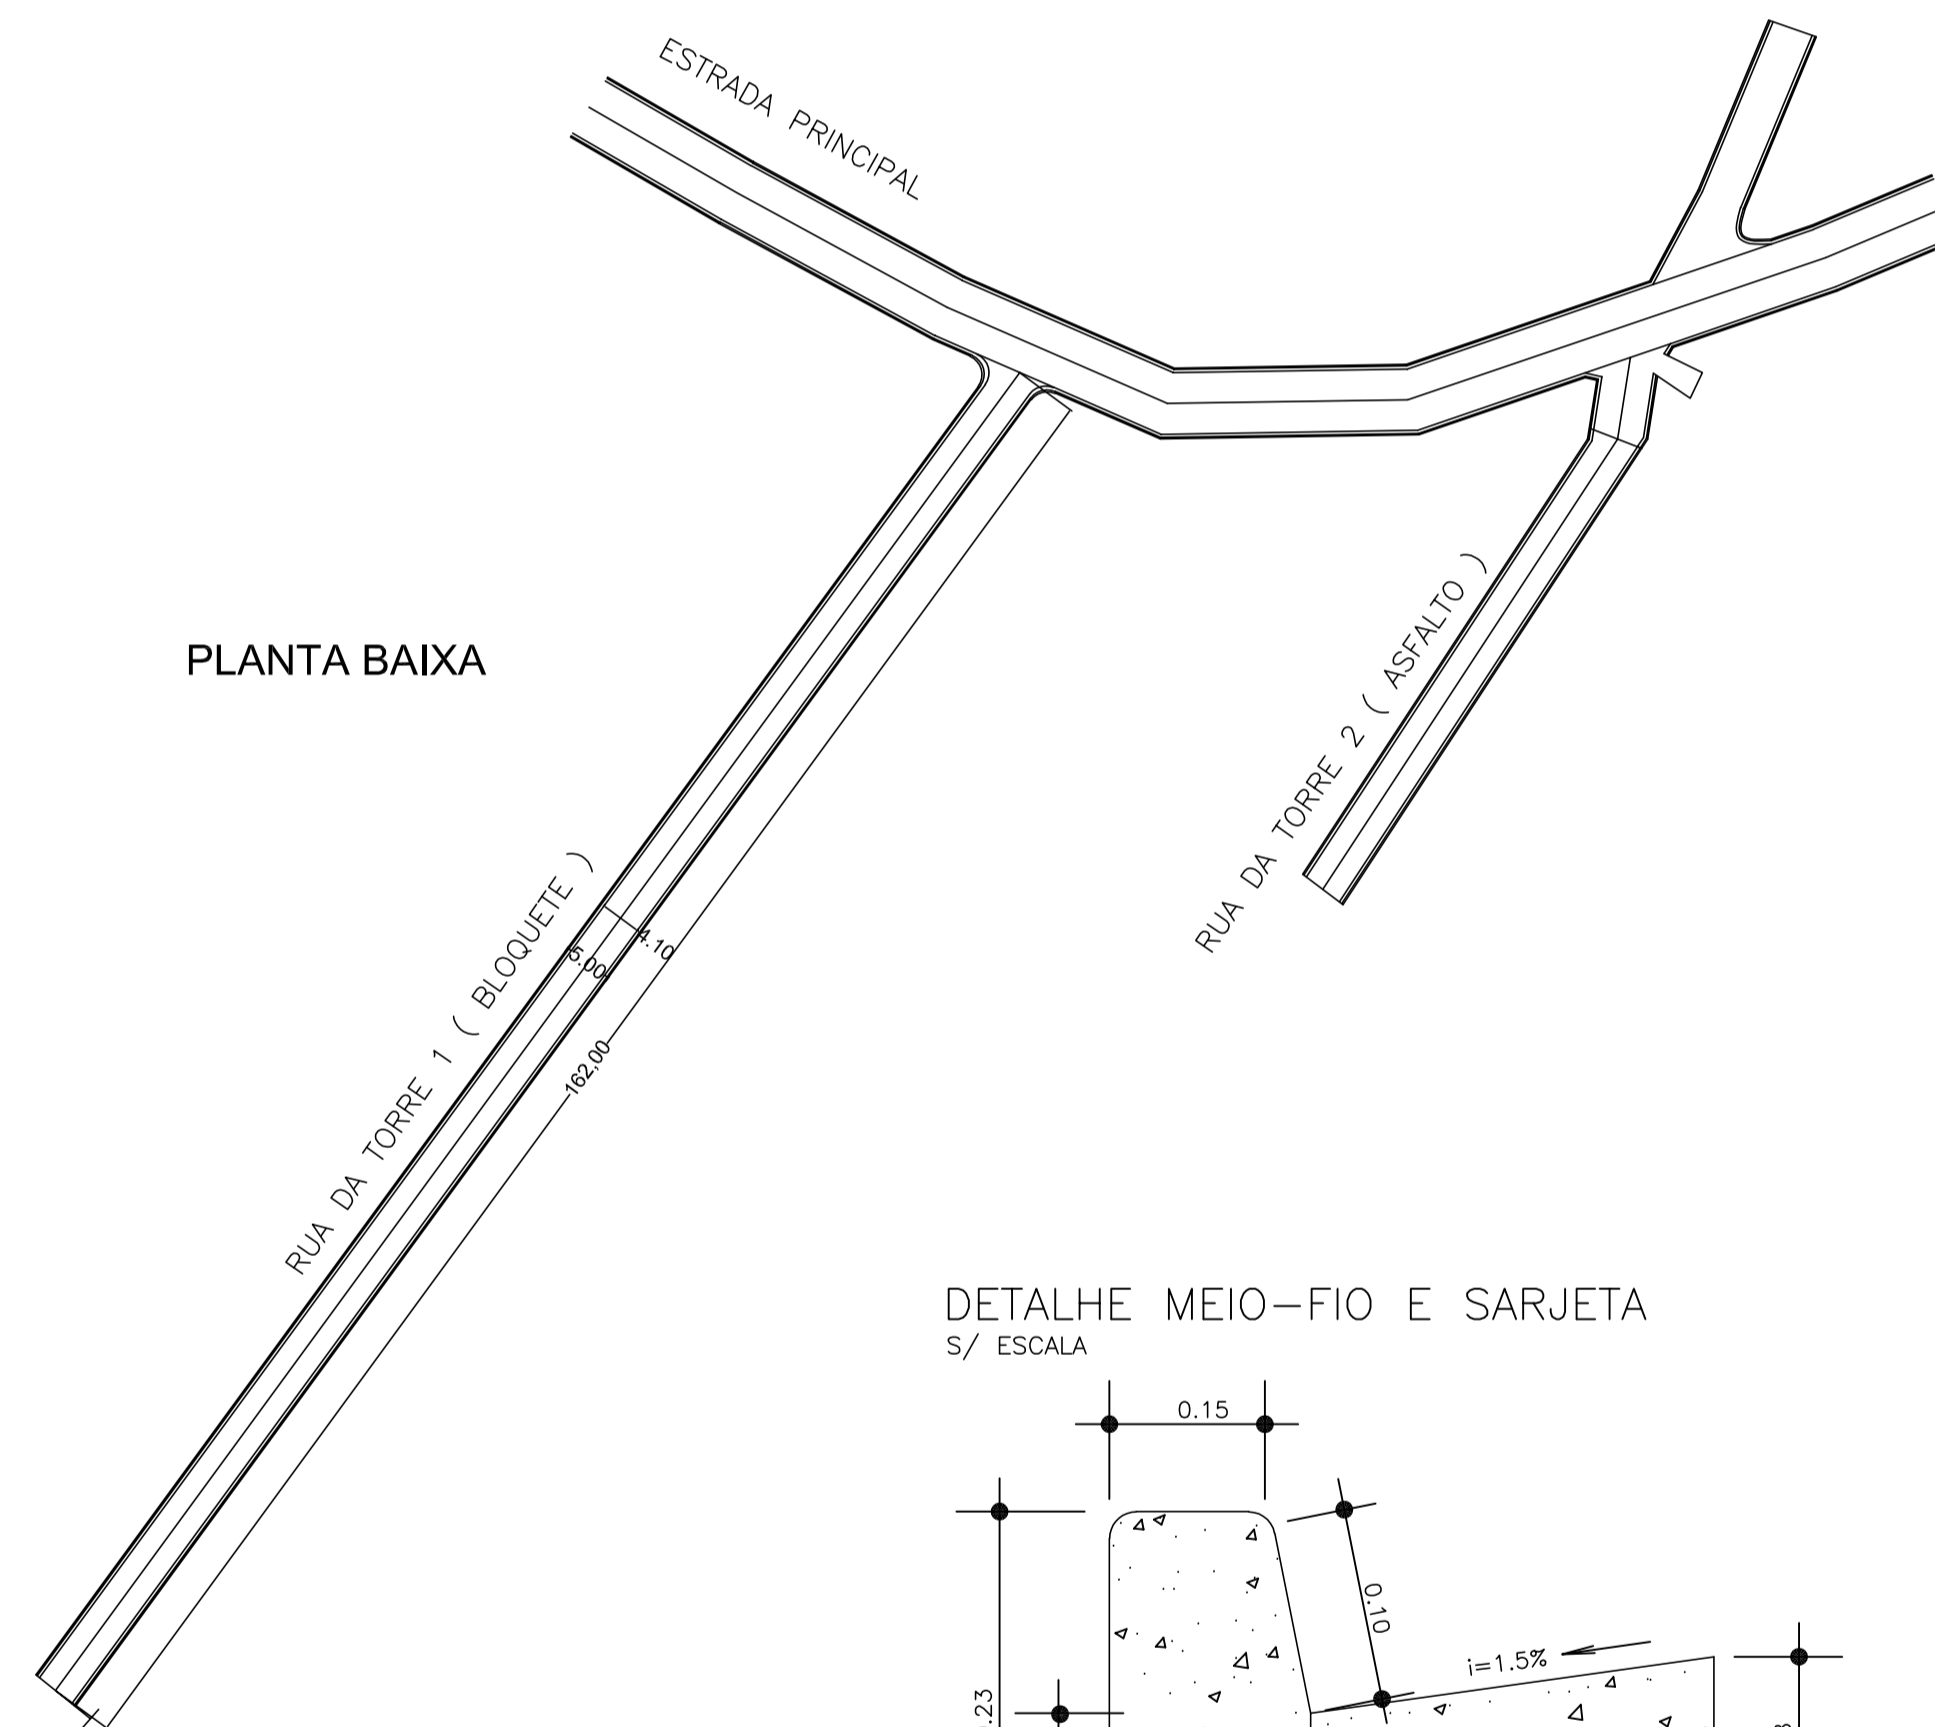 ESTRADA PRINCIPAL
PLANTA BAIXA
RUA DA TORRE 2 ( ASFALTO )
RUA DA TORRE 1 ( BLOQUETE )
4.10
5.00
162,00
DETALHE MEIO-FIO E SARJETA
S/ ESCALA
0.15
0.10
i=1.5%
.23